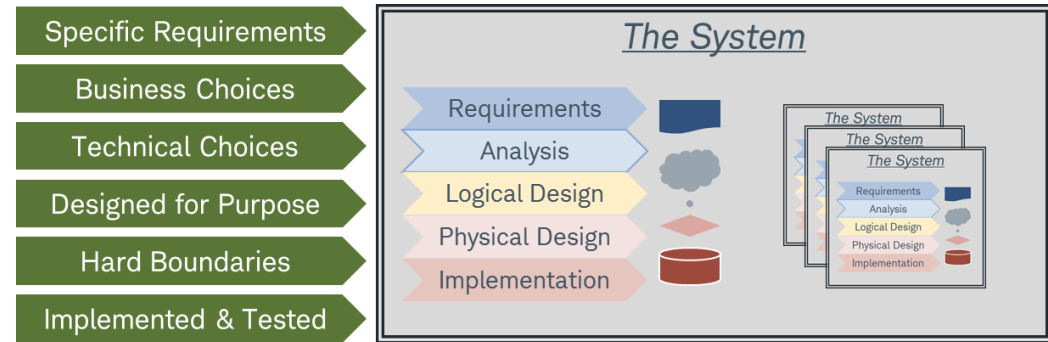 Specific Requirements
Business Choices
Technical Choices
Designed for Purpose
Hard Boundaries
Implemented & Tested
The System
Requirements
Analysis
Logical Design
Physical Design
Implementation
The System
The System
The System
Requirements
Analysis
Logical Design
Physical Design
Implementation